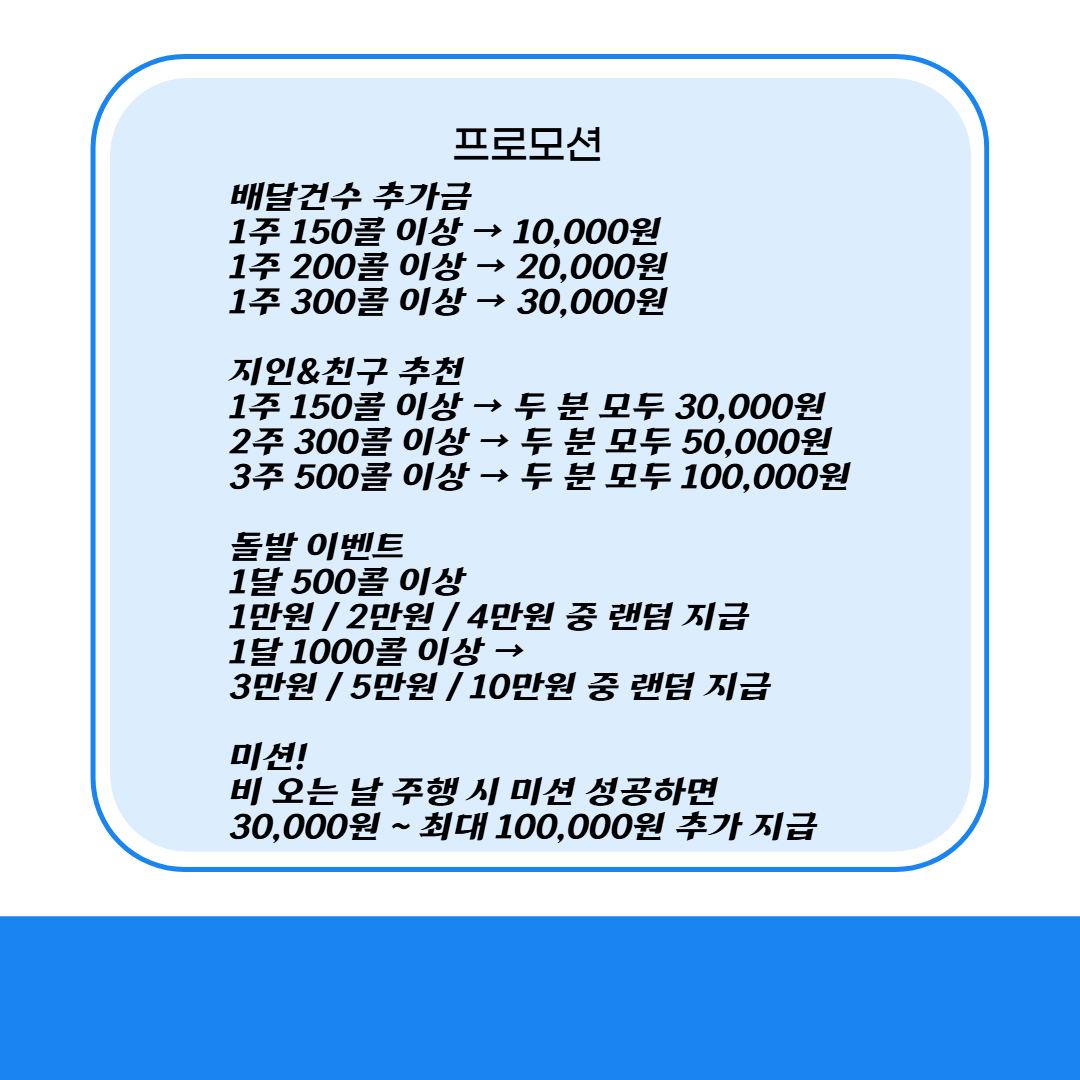 프로모션
배달건수 추가금
1주 150콜 이상 → 10,000원
1주 200콜 이상 → 20,000원
1주 300콜 이상 → 30,000원
지인&친구 추천
1주 150콜 이상 → 두 분 모두 30,000원
2주 300콜 이상 → 두 분 모두 50,000원
3주 500콜 이상 → 두 분 모두 100,000원
돌발 이벤트
1달 500콜 이상
1만원 / 2만원 / 4만원 중 랜덤 지급
1달 1000콜 이상 →
3만원 / 5만원 / 10만원 중 랜덤 지급
미션!
비 오는 날 주행 시 미션 성공하면
30,000원 ~ 최대 100,000원 추가 지급